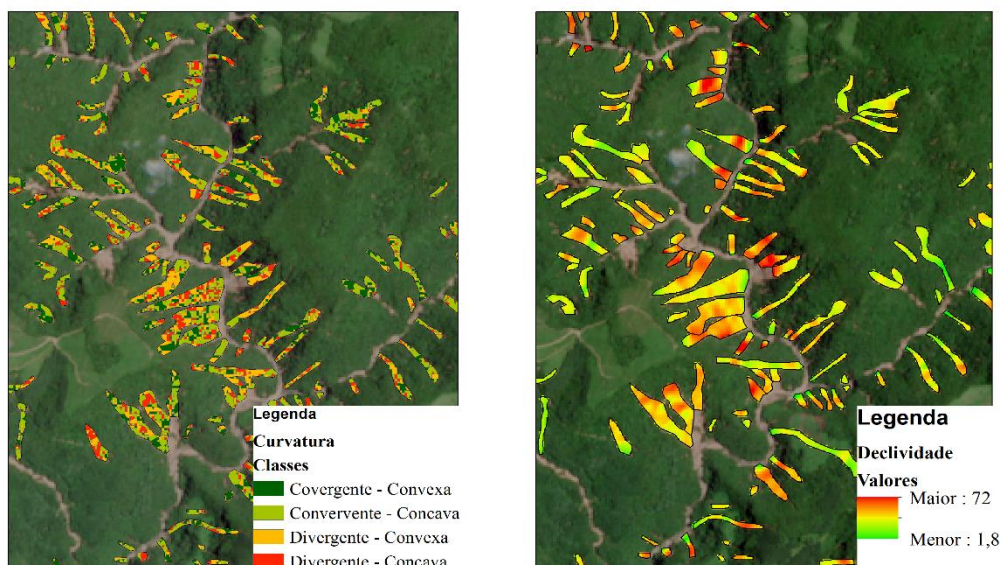 Legenda
Curvatura
Classes
Covergente - Convexa
Convervente - Concava
Divergente - Convexa
Divergente - Concava
Legenda
Declividade
Valores
Maior : 72
Menor : 1,8